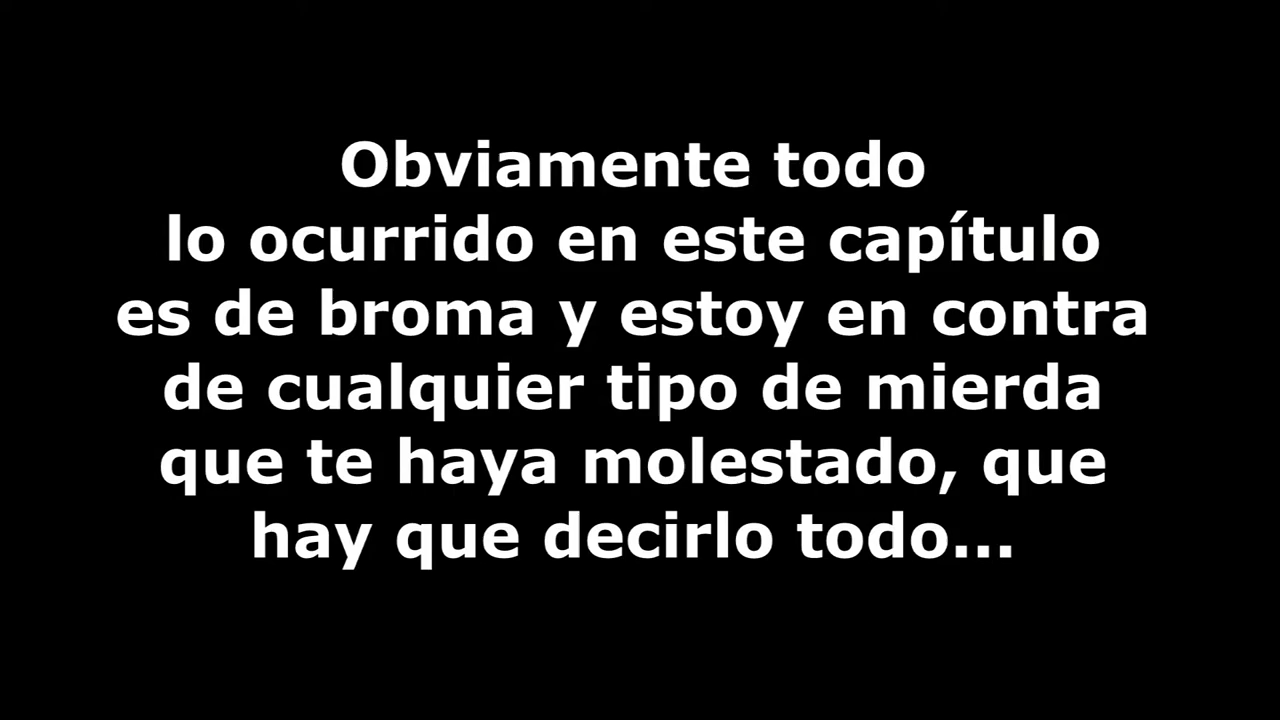 Obviamente todo
lo ocurrido en este capítulo
es de broma y estoy en contra
de cualquier tipo de mierda
que te haya molestado, que
hay que decirlo todo...